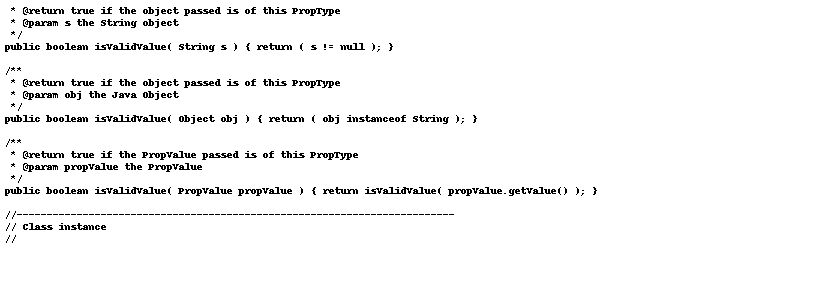 * @return true if the object passed is of this PropType
* @param s the String object
*/
public boolean isValidValue( String s ) { return ( s != null ); }
/**
* @return true if the object passed is of this PropType
* @param obj the Java Object
*/
public boolean isValidValue( Object obj ) { return ( obj instanceof String ); }
/**
* @return true if the PropValue passed is of this PropType
* @param propValue the PropValue
*/
public boolean isValidValue( PropValue propValue ) { return isValidValue( propValue.getValue() ); }
//-------------------------------------------------------------------------
// Class instance
//